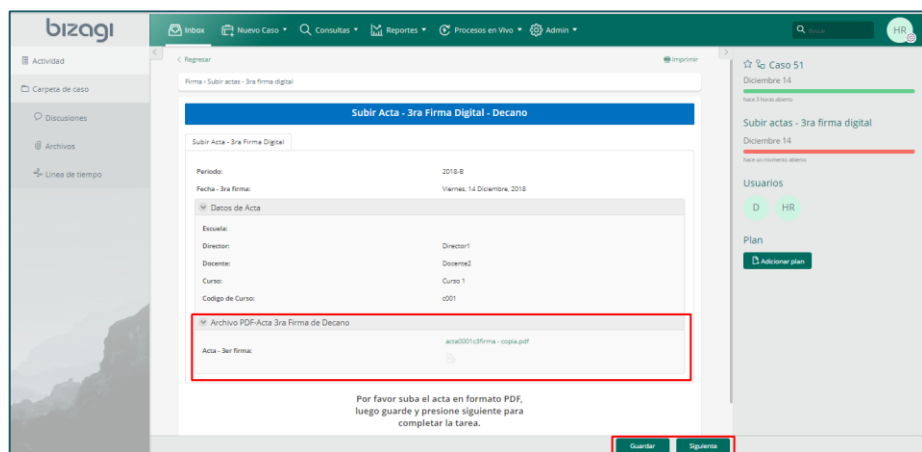 bizagi
Inbox Nuevo Caso Consultas Reportes Procesos en Vivo Admin
Buscar
HR
Actividad
Carpeta de caso
Discusiones
Archivos
Linea de tiempo
< Regresar
Imprimir
Firma › Subir actas - 3ra firma digital
Subir Acta - 3ra Firma Digital - Decano
Subir Acta - 3ra Firma Digital
Periodo: 2018-B
Fecha - 3ra firma: Viernes, 14 Diciembre, 2018
Datos de Acta
Escuela:
Director: Director1
Docente: Docente2
Curso: Curso 1
Codigo de Curso: c001
Archivo PDF-Acta 3ra Firma de Decano
Acta - 3er firma: acta0001c3firma - copia.pdf
Por favor suba el acta en formato PDF,
luego guarde y presione siguiente para
completar la tarea.
Guardar Siguiente
Caso 51
Diciembre 14
hace 3 horas abierto
Subir actas - 3ra firma digital
Diciembre 14
hace un momento abierto
Usuarios
D HR
Plan
Adicionar plan